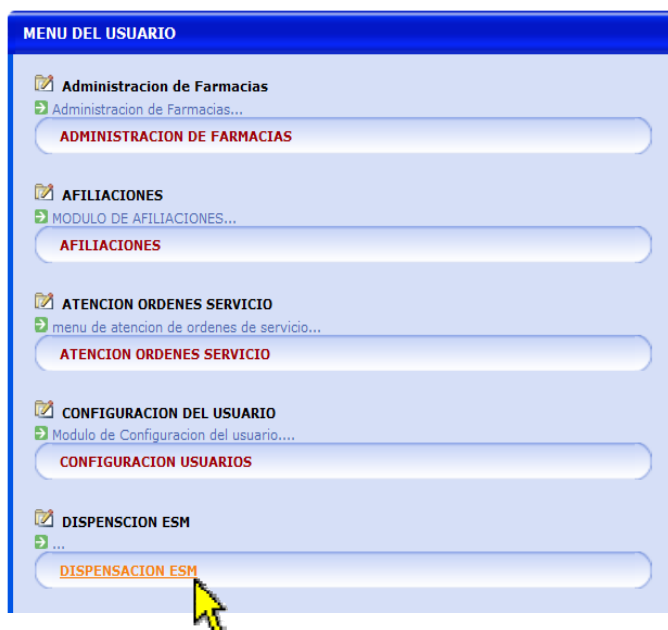 MENU DEL USUARIO
Administracion de Farmacias
Administracion de Farmacias...
ADMINISTRACION DE FARMACIAS
AFILIACIONES
MODULO DE AFILIACIONES...
AFILIACIONES
ATENCION ORDENES SERVICIO
menu de atencion de ordenes de servicio...
ATENCION ORDENES SERVICIO
CONFIGURACION DEL USUARIO
Modulo de Configuracion del usuario....
CONFIGURACION USUARIOS
DISPENSCION ESM
...
DISPENSACION ESM